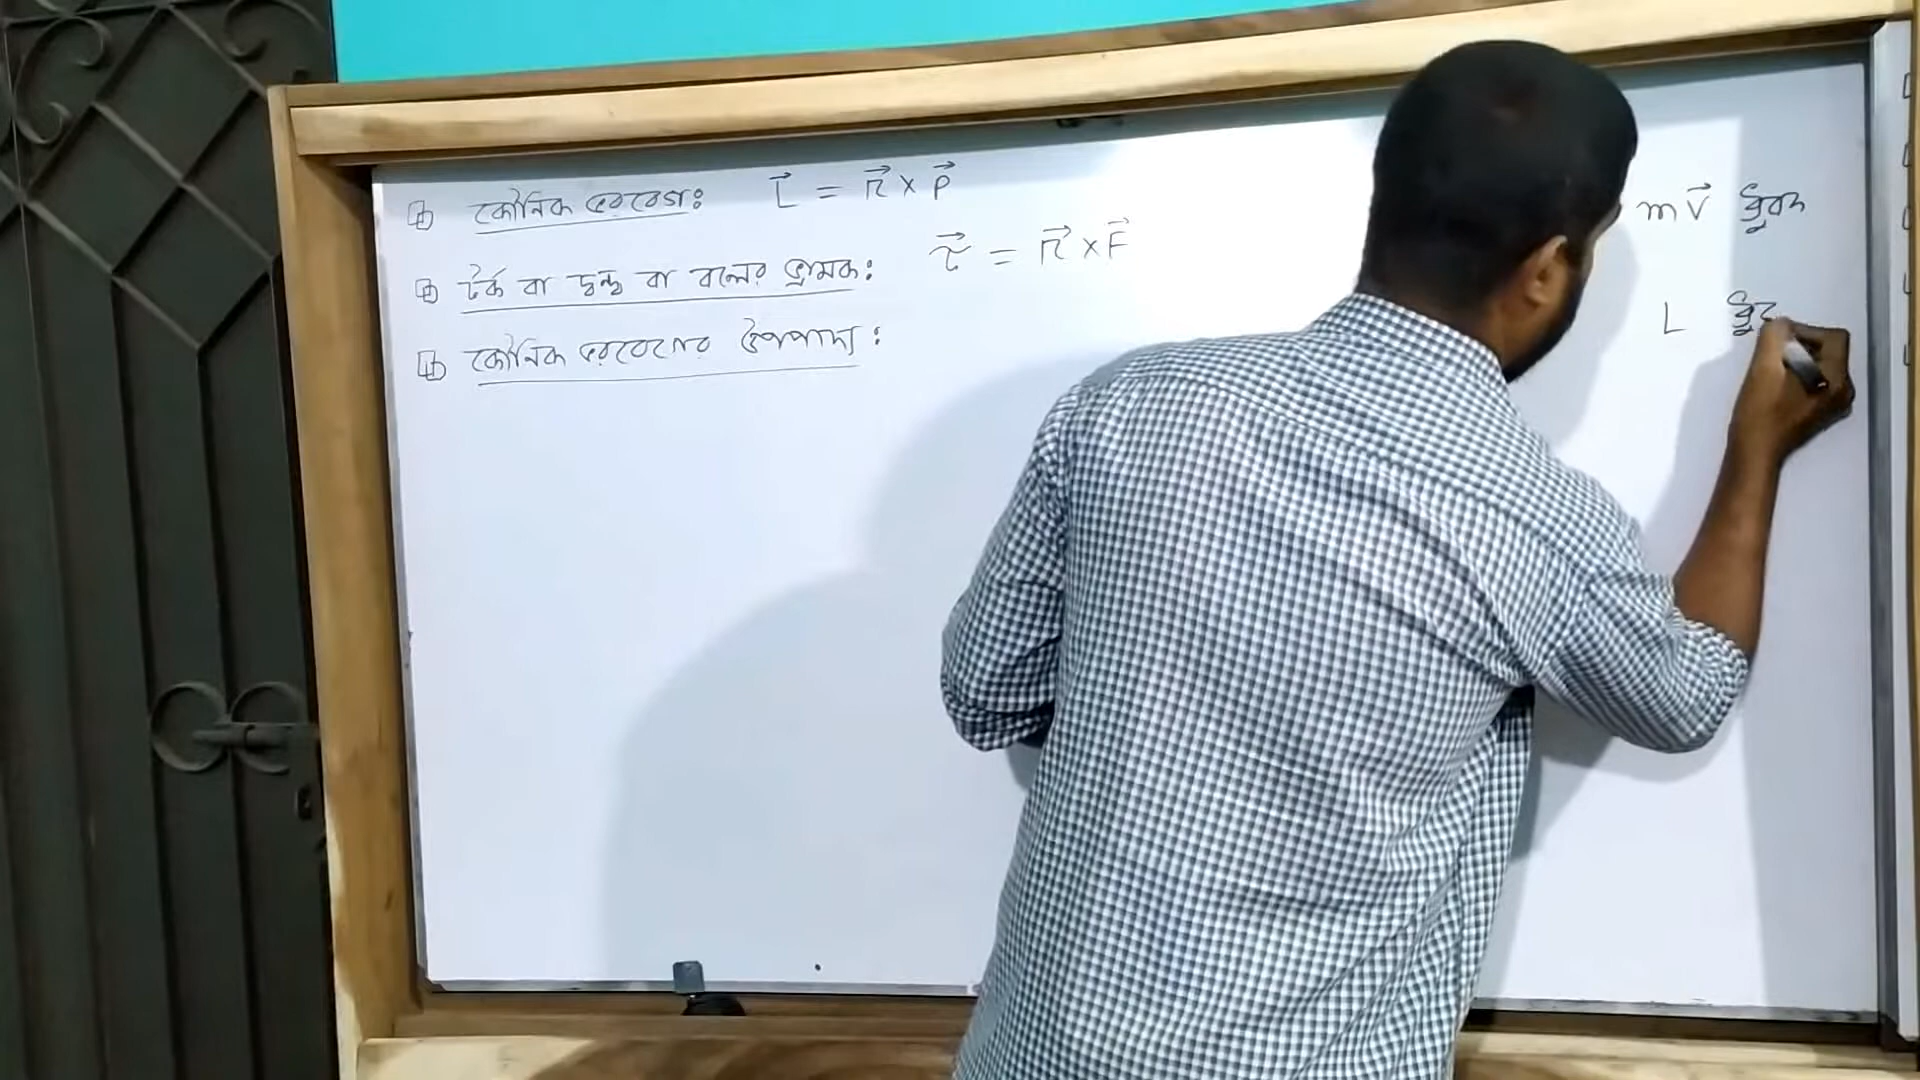 কৌনিক ভরবেগঃ L⃗ = r⃗ × P⃗
টর্ক বা দ্বন্দ্ব বা বলের ভ্রামকঃ τ⃗ = r⃗ × F⃗
কৌনিক ভরবেগের উপপাদ্য :
mv⃗ ধ্রুবক
L